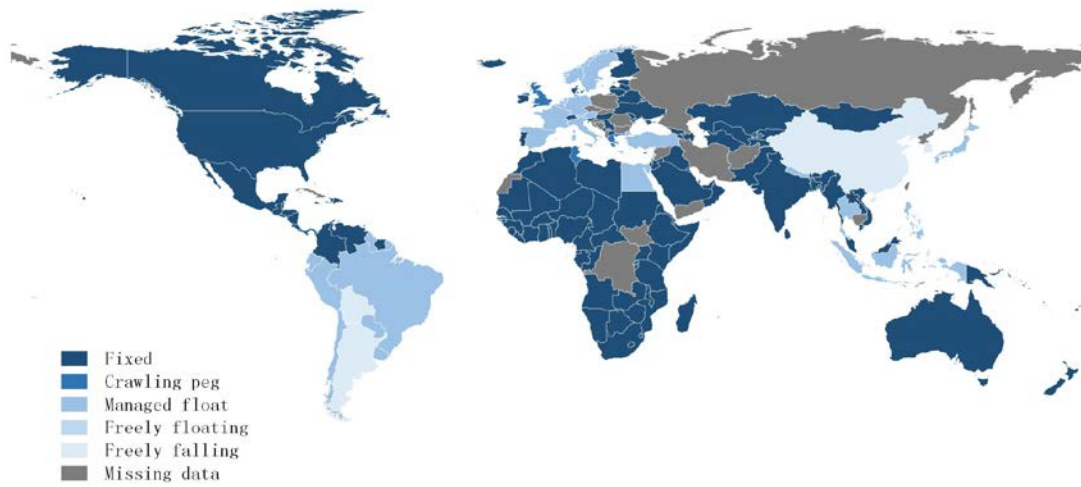 Fixed
Crawling peg
Managed float
Freely floating
Freely falling
Missing data